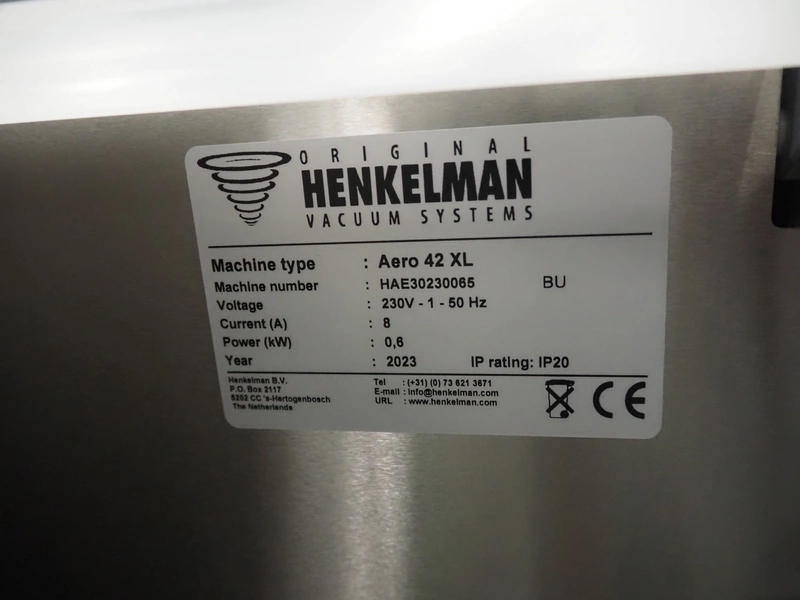 ORIGINAL
HENKELMAN
VACUUM SYSTEMS
Machine type : Aero 42 XL
Machine number : HAE30230065 BU
Voltage : 230V - 1 - 50 Hz
Current (A) : 8
Power (kW) : 0,6
Year : 2023 IP rating: IP20
Henkelman B.V.
P.O. Box 2117
5202 CC 's-Hertogenbosch
The Netherlands
Tel : (+31) (0) 73 621 3671
E-mail : info@henkelman.com
URL : www.henkelman.com
CE